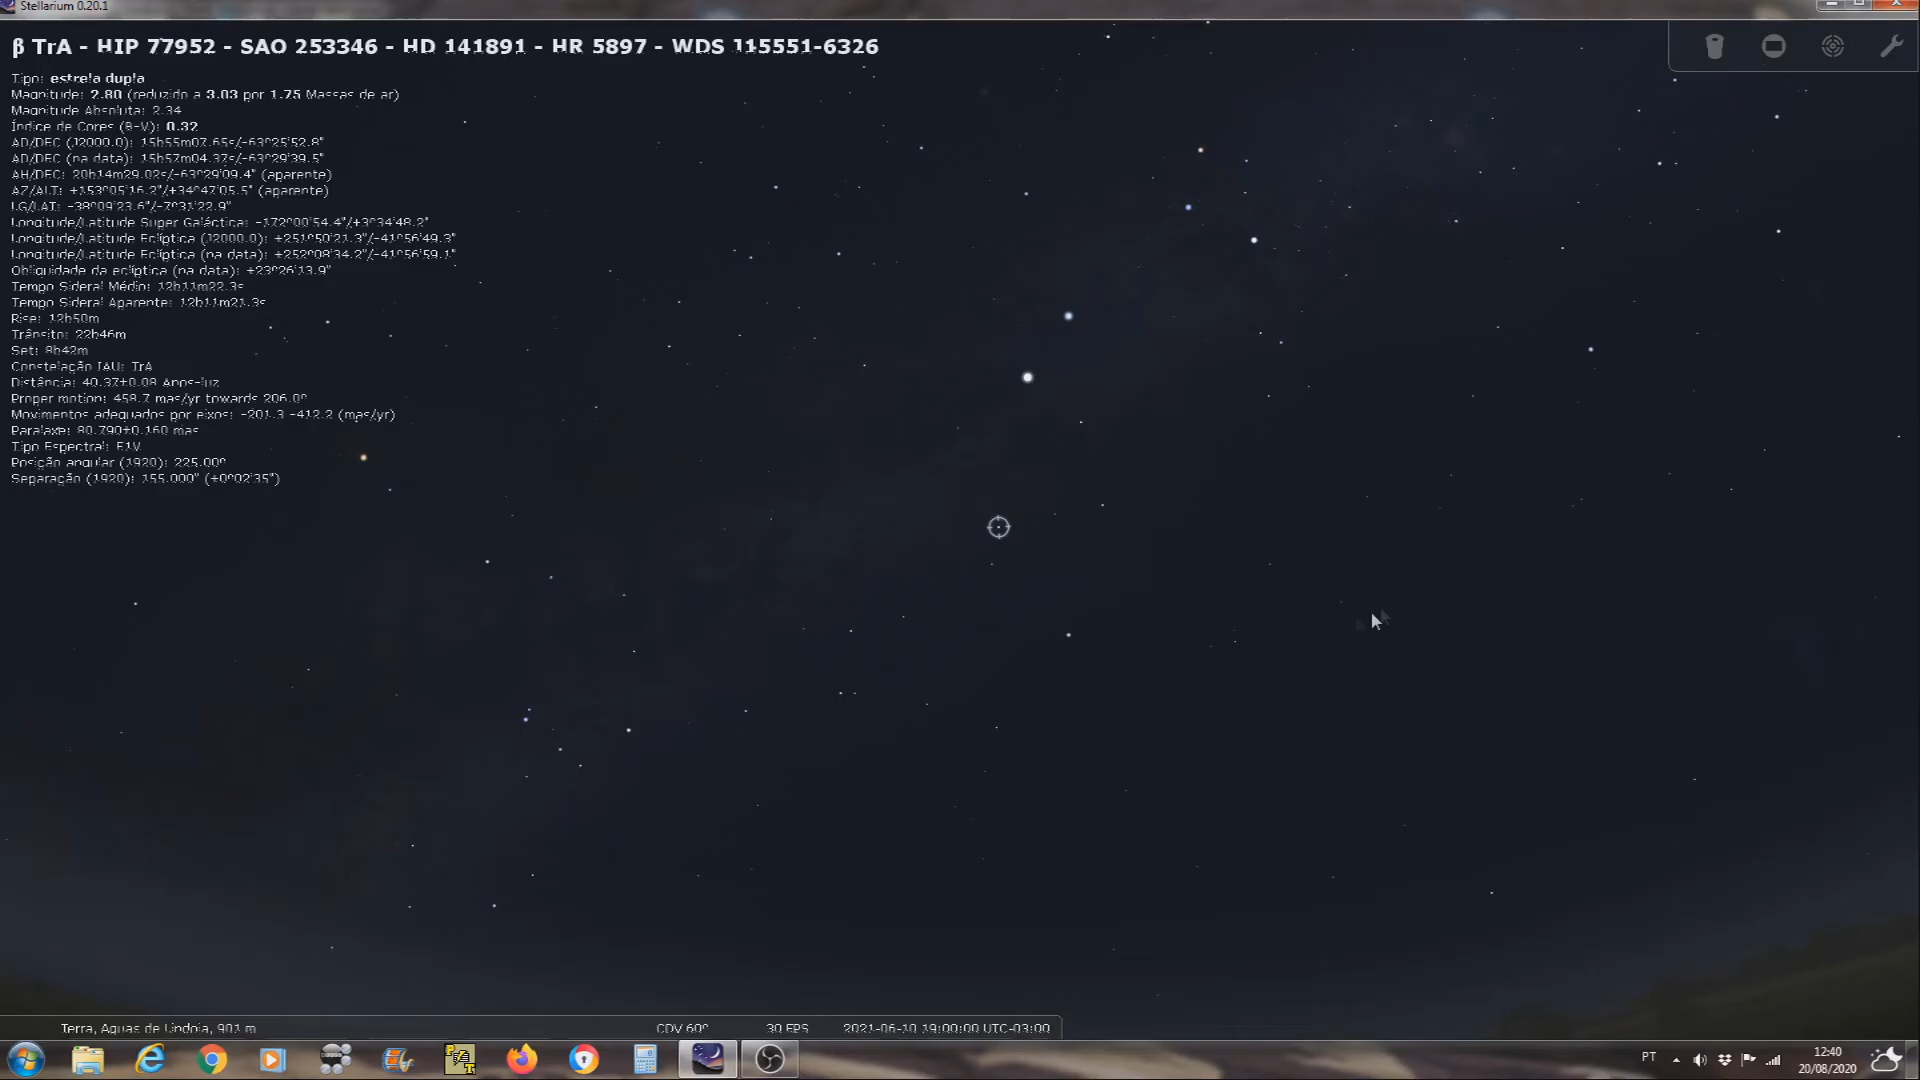 Stellarium 0.20.1
β TrA - HIP 77952 - SAO 253346 - HD 141891 - HR 5897 - WDS J15551-6326
Tipo: estrela dupla
Magnitude: 2.80 (reduzido a 3.03 por 1.75 Massas de ar)
Magnitude Absoluta: 2.34
Índice de Cores (B-V): 0.32
AD/DEC (J2000.0): 15h55m07.65s/-63°25'52.8"
AD/DEC (na data): 15h57m04.37s/-63°29'39.5"
AH/DEC: 20h14m29.02s/-63°29'09.4" (aparente)
AZ/ALT: +153°05'16.2"/+34°47'05.5" (aparente)
LG/LAT: -38°09'23.6"/-7°31'22.9"
Longitude/Latitude Super Galáctica: -172°00'54.4"/+3°34'48.2"
Longitude/Latitude Eclíptica (J2000.0): +251°50'21.3"/-41°56'49.3"
Longitude/Latitude Eclíptica (na data): +252°08'34.2"/-41°56'59.1"
Obliquidade da eclíptica (na data): +23°26'13.9"
Tempo Sideral Médio: 12h11m22.3s
Tempo Sideral Aparente: 12h11m21.3s
Rise: 12h50m
Trânsito: 22h46m
Set: 8h42m
Constelação IAU: TrA
Distância: 40.37±0.08 Anos-luz
Proper motion: 458.7 mas/yr towards 206.0°
Movimentos adequados por eixos: -201.3 -412.2 (mas/yr)
Paralaxe: 80.790±0.160 mas
Tipo Espectral: F1V
Posição angular (1920): 225.00°
Separação (1920): 155.000" (+0°02'35")
Terra, Águas de Lindoia, 901 m
CDV 60°
30 FPS
2021-06-10 19:00:00 UTC-03:00
PT
12:40
20/08/2020